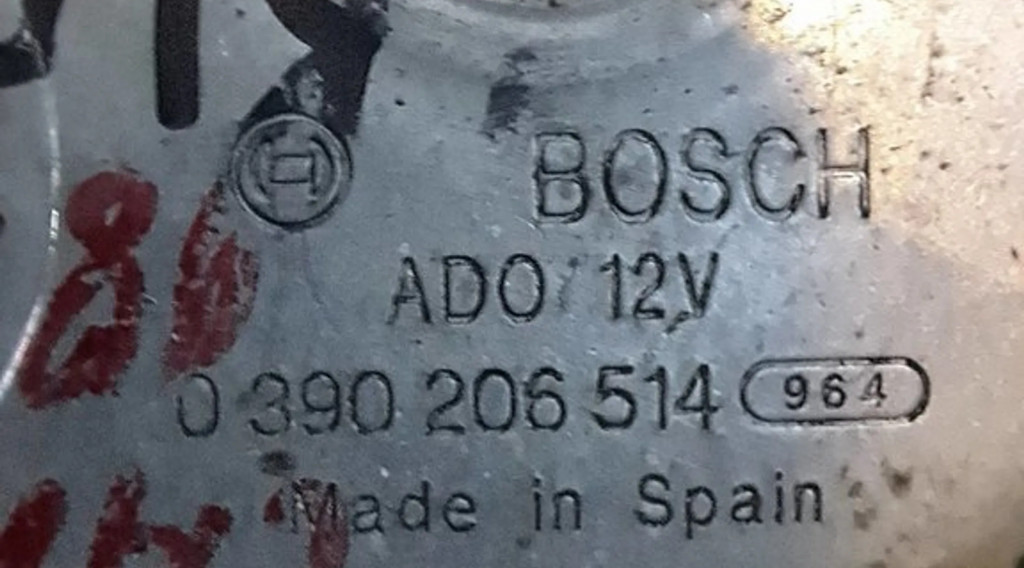 BOSCH
ADO 12V
0 390 206 514 964
Made in Spain